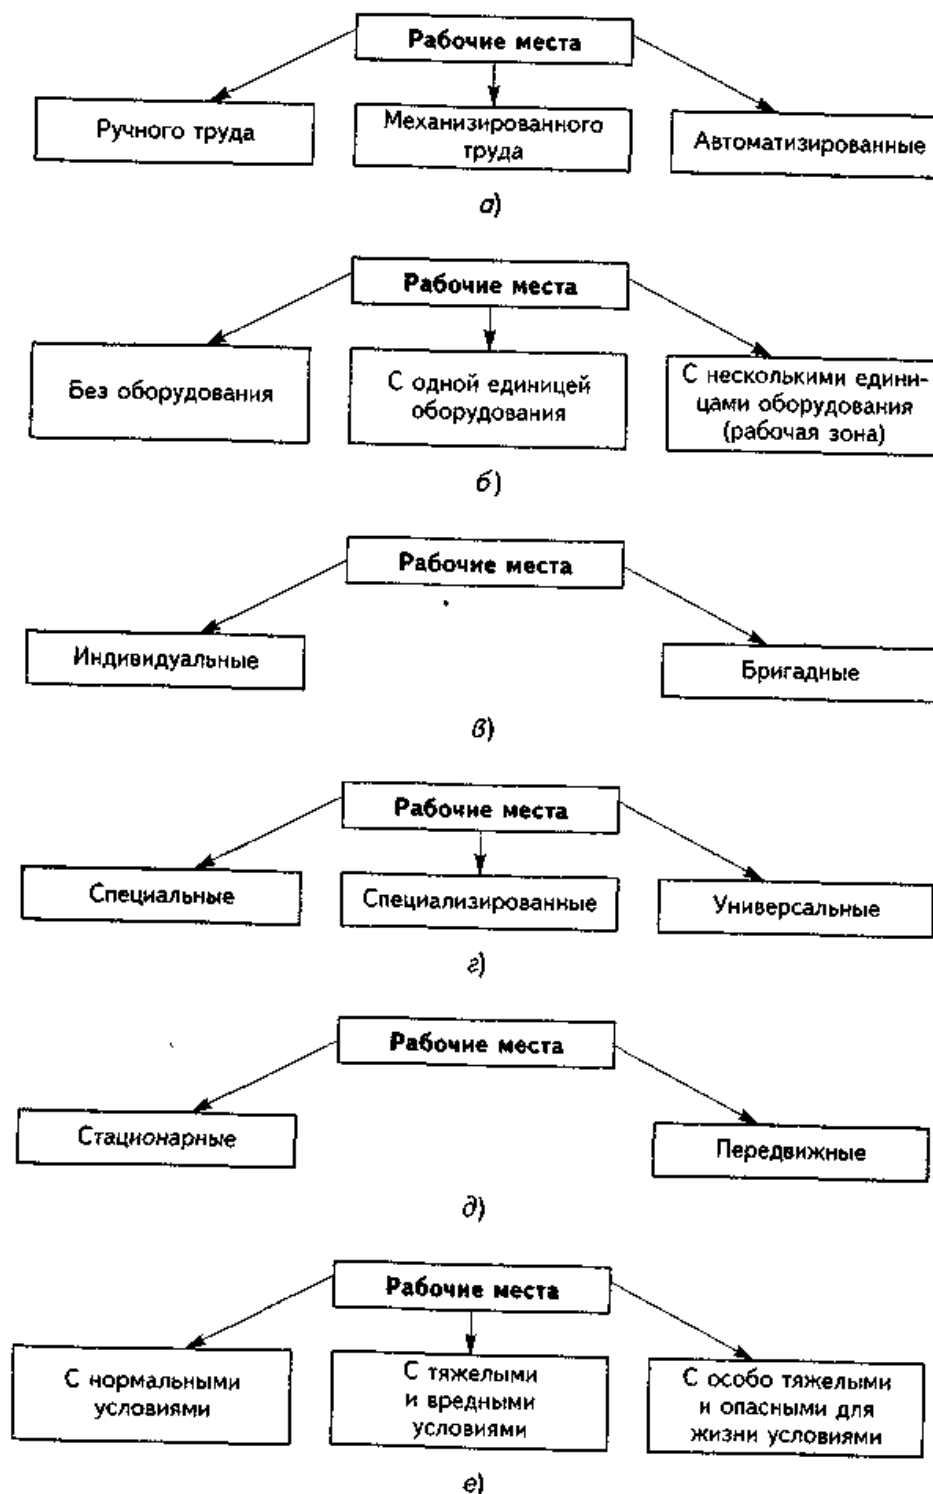 Рабочие места
Ручного труда
Механизированного
труда
Автоматизированные
а)
Рабочие места
Без оборудования
С одной единицей
оборудования
С несколькими едини-
цами оборудования
(рабочая зона)
б)
Рабочие места
Индивидуальные
Бригадные
в)
Рабочие места
Специальные
Специализированные
Универсальные
г)
Рабочие места
Стационарные
Передвижные
д)
Рабочие места
С нормальными
условиями
С тяжелыми
и вредными
условиями
С особо тяжелыми
и опасными для
жизни условиями
е)